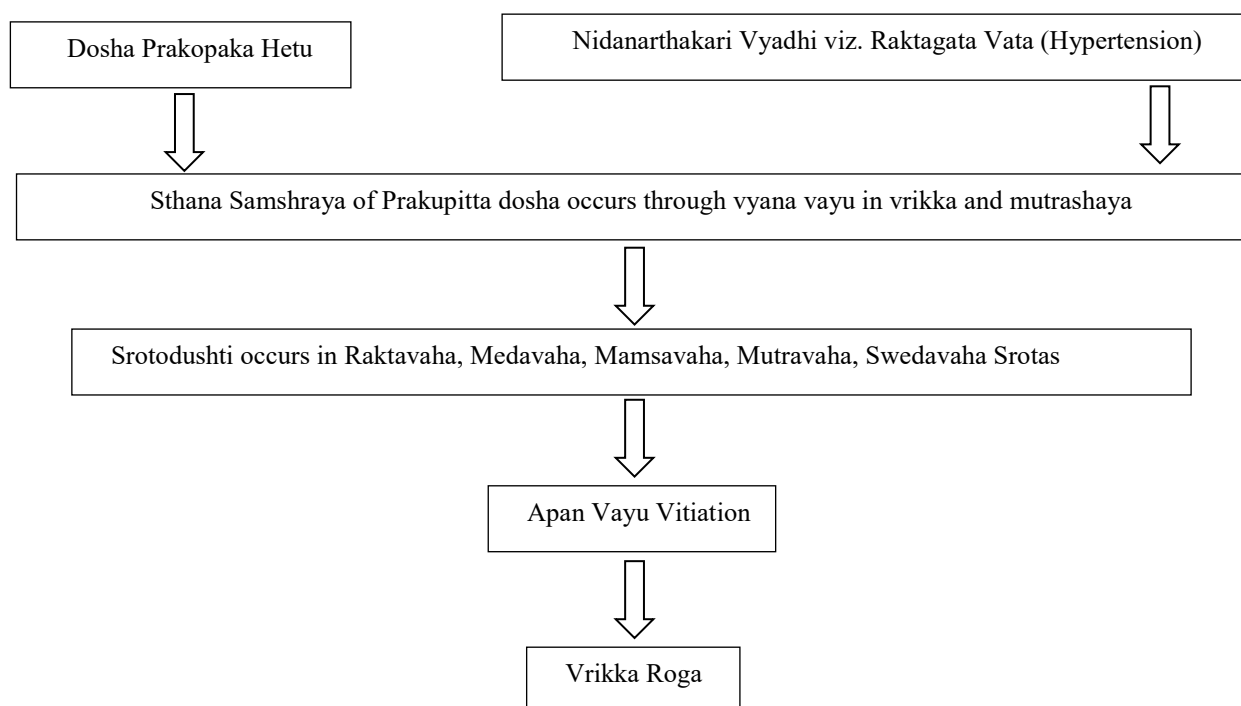 Dosha Prakopaka Hetu
Nidanarthakari Vyadhi viz. Raktagata Vata (Hypertension)
Sthana Samshraya of Prakupitta dosha occurs through vyana vayu in vrikka and mutrashaya
Srotodushti occurs in Raktavaha, Medavaha, Mamsavaha, Mutravaha, Swedavaha Srotas
Apan Vayu Vitiation
Vrikka Roga